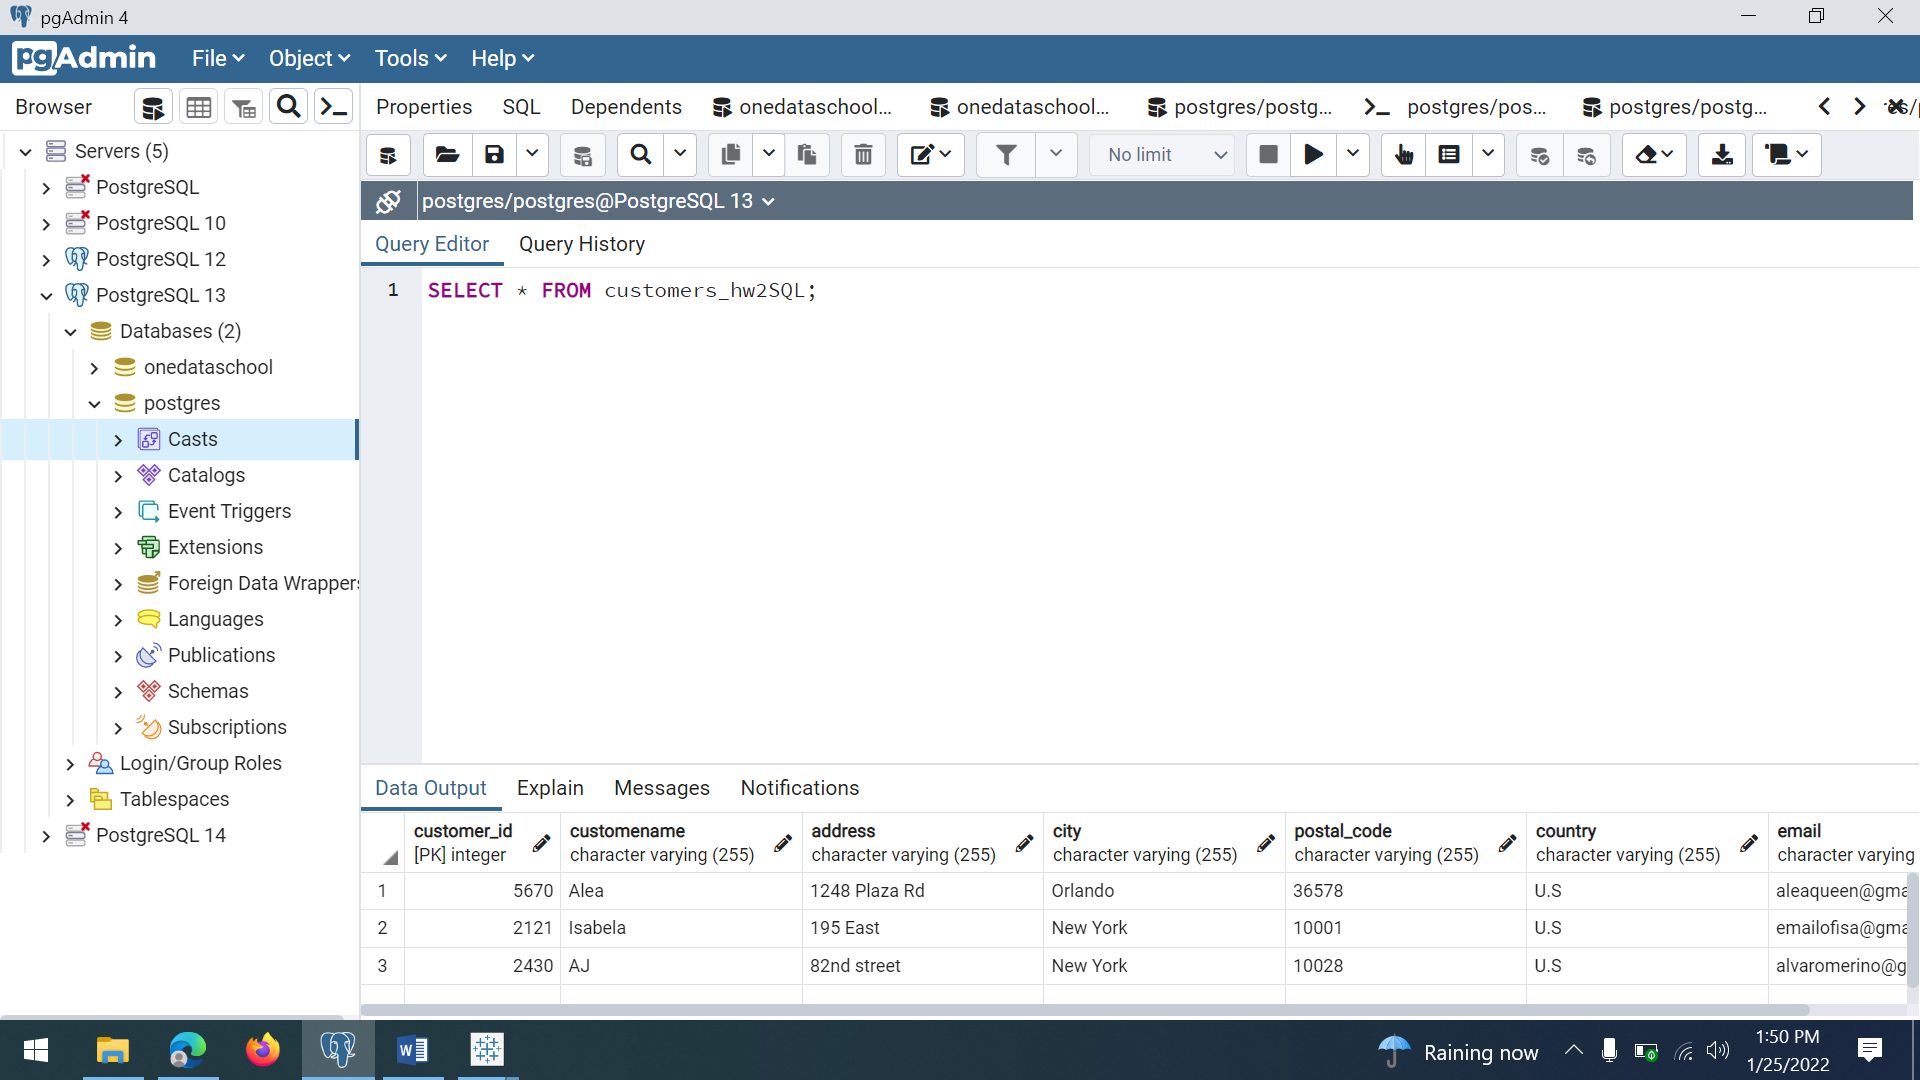 pgAdmin 4
pgAdmin File Object Tools Help
Browser
Properties SQL Dependents onedataschool... onedataschool... postgres/postg... postgres/pos... postgres/postg...
No limit
postgres/postgres@PostgreSQL 13
Query Editor Query History
1 SELECT * FROM customers_hw2SQL;
Servers (5)
PostgreSQL
PostgreSQL 10
PostgreSQL 12
PostgreSQL 13
Databases (2)
onedataschool
postgres
Casts
Catalogs
Event Triggers
Extensions
Foreign Data Wrappers
Languages
Publications
Schemas
Subscriptions
Login/Group Roles
Tablespaces
PostgreSQL 14
Data Output Explain Messages Notifications
customer_id customename address city postal_code country email
[PK] integer character varying (255) character varying (255) character varying (255) character varying (255) character varying (255) character varying
1 5670 Alea 1248 Plaza Rd Orlando 36578 U.S aleaqueen@gma
2 2121 Isabela 195 East New York 10001 U.S emailofisa@gma
3 2430 AJ 82nd street New York 10028 U.S alvaromerino@g
Raining now
1:50 PM
1/25/2022